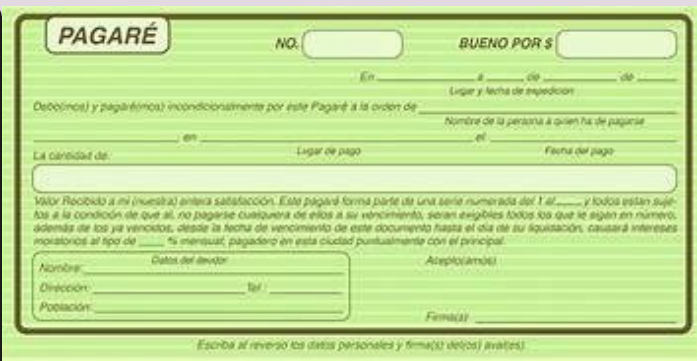 PAGARÉ NO. BUENO POR $
En a de de
Lugar y fecha de expedición
Debo(mos) y pagaré(mos) incondicionalmente por este Pagaré a la orden de
Nombre de la persona a quien ha de pagarse
en el
La cantidad de: Lugar de pago Fecha del pago
Valor Recibido a mi (nuestra) entera satisfacción. Este pagaré forma parte de una serie numerada del 1 al y todos están suje-
tos a la condición de que al, no pagarse cualquiera de ellos a su vencimiento, serán exigibles todos los que le sigan en número,
además de los ya vencidos, desde la fecha de vencimiento de este documento hasta el día de su liquidación, causará intereses
moratorios al tipo de % mensual, pagadero en esta ciudad puntualmente con el principal.
Datos del deudor
Nombre: Acepto(amos)
Dirección: Tel.:
Población:
Firma(s)
Escriba al reverso los datos personales y firma(s) del(os) aval(es).